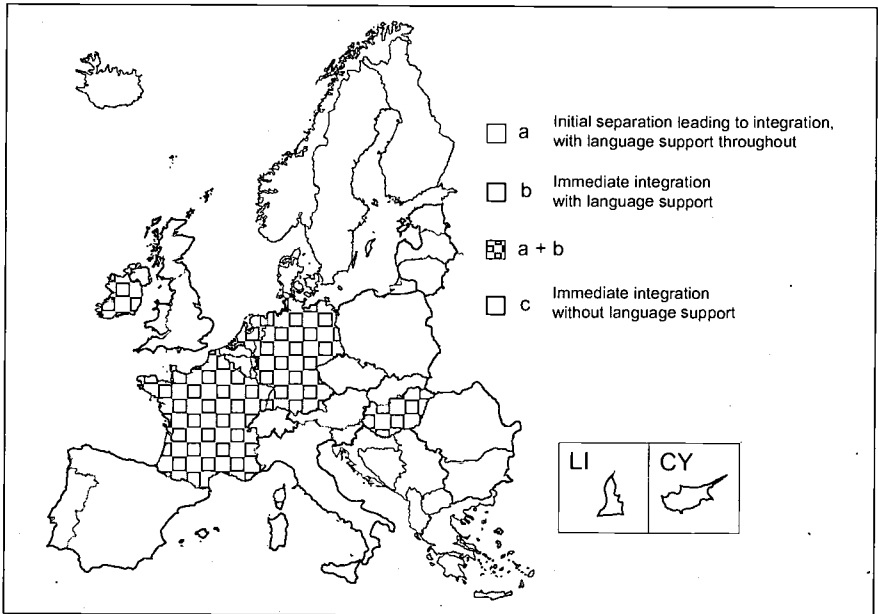 a Initial separation leading to integration,
with language support throughout
b Immediate integration
with language support
a + b
c Immediate integration
without language support
LI CY